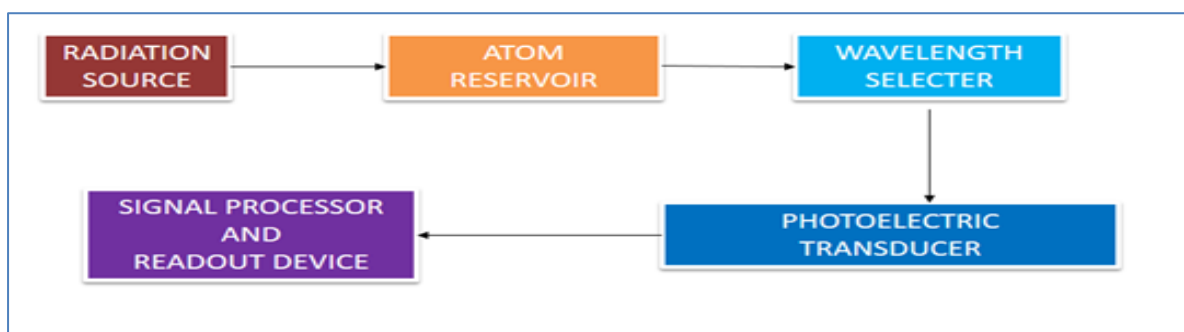 RADIATION
SOURCE
ATOM
RESERVOIR
WAVELENGTH
SELECTER
PHOTOELECTRIC
TRANSDUCER
SIGNAL PROCESSOR
AND
READOUT DEVICE